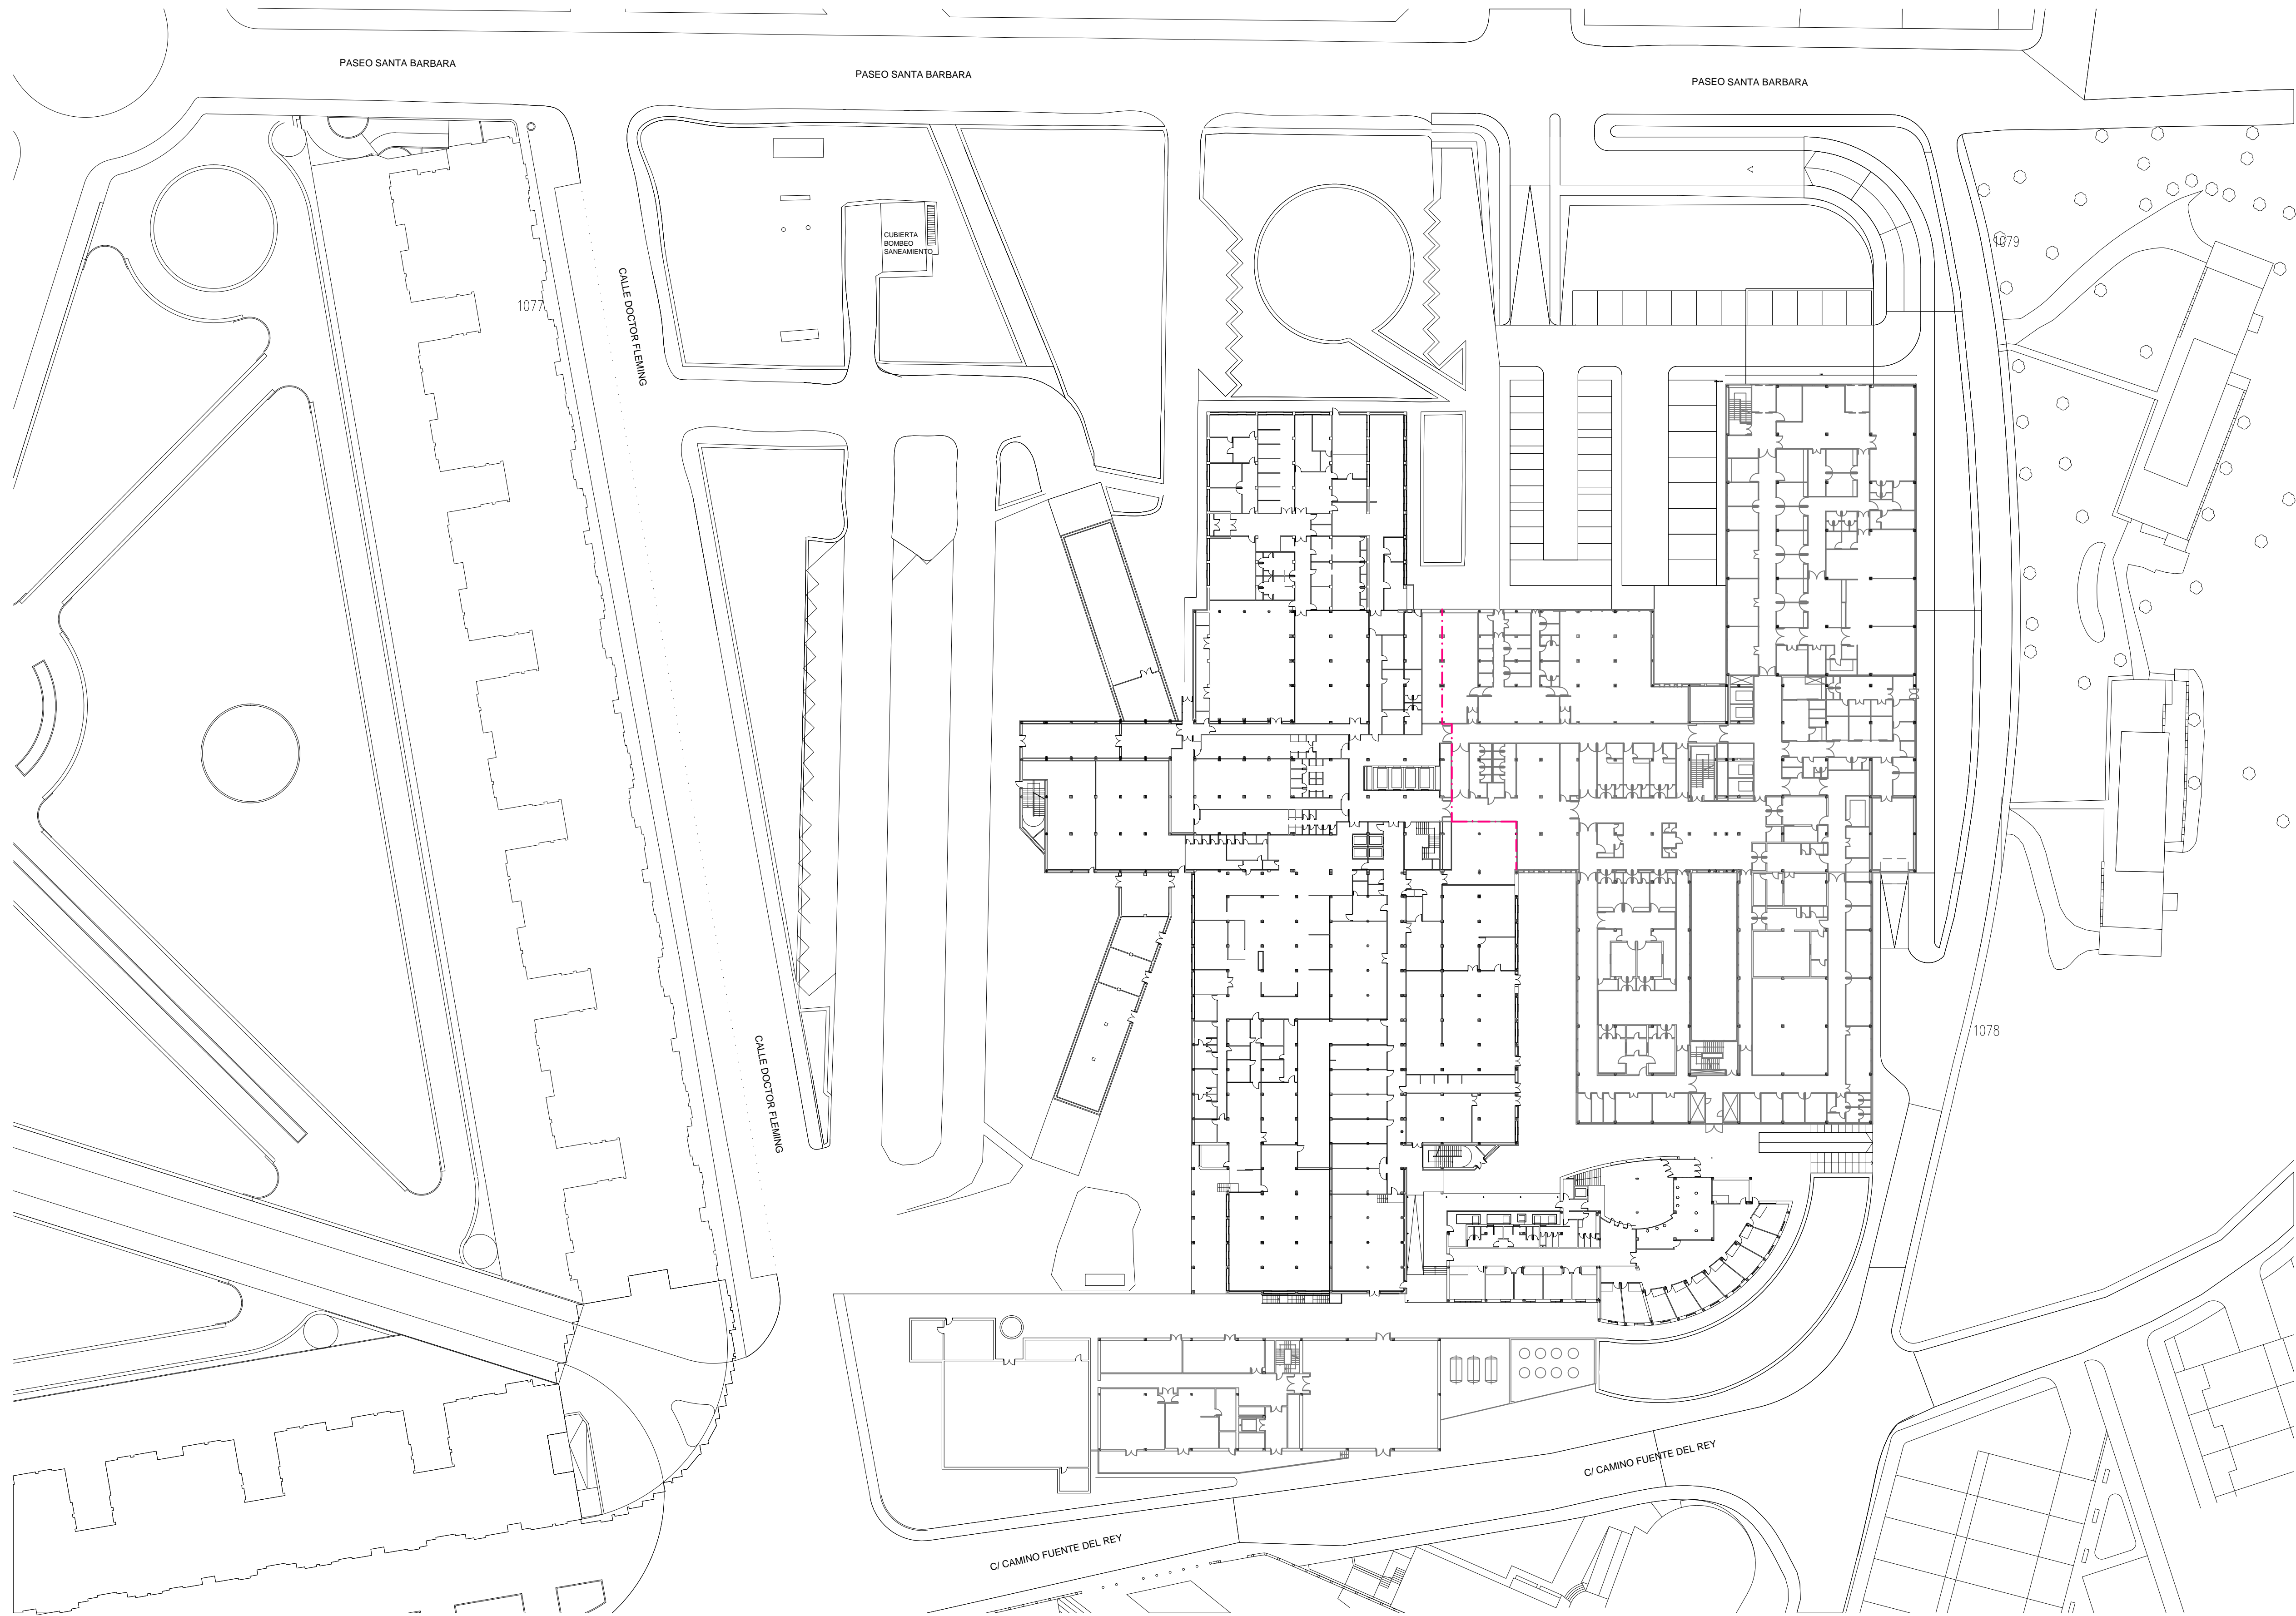 PASEO SANTA BARBARA
PASEO SANTA BARBARA
PASEO SANTA BARBARA
CUBIERTA
BOMBEO
SANEAMIENTO
1079
1077
CALLE DOCTOR FLEMING
1078
CALLE DOCTOR FLEMING
C/ CAMINO FUENTE DEL REY
C/ CAMINO FUENTE DEL REY